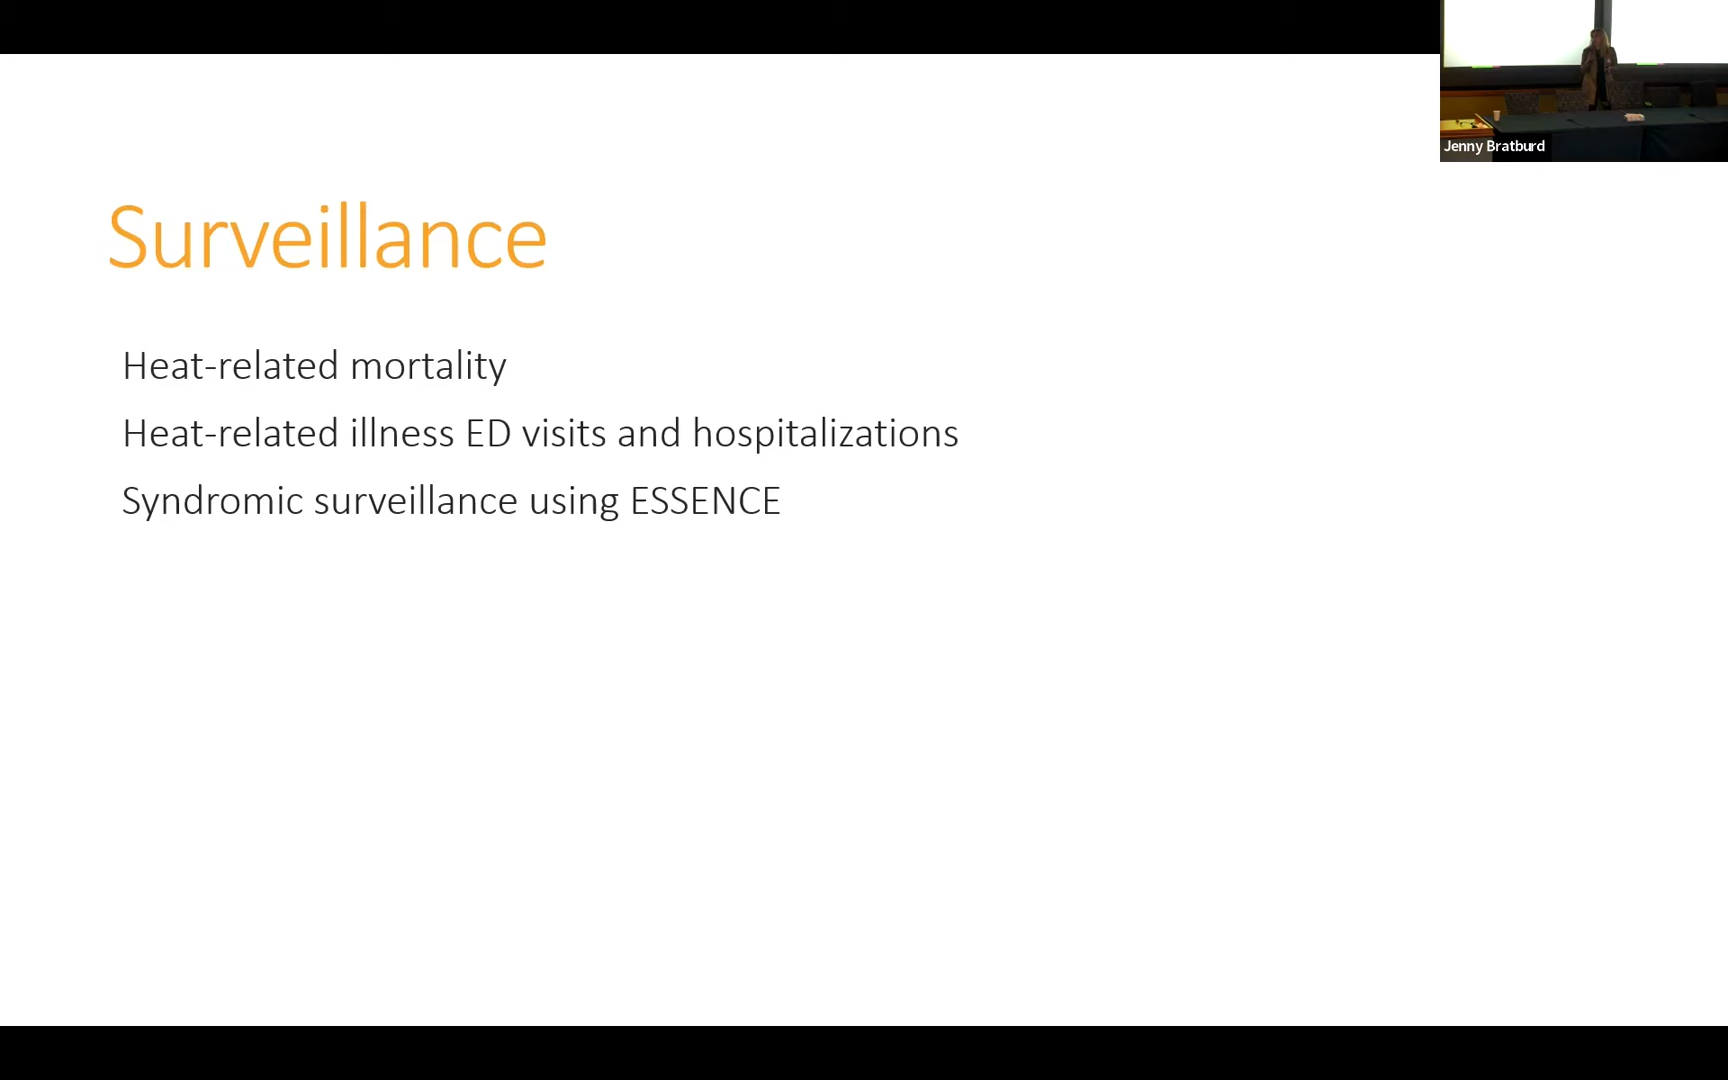 Jenny Bratburd
Surveillance
Heat-related mortality
Heat-related illness ED visits and hospitalizations
Syndromic surveillance using ESSENCE